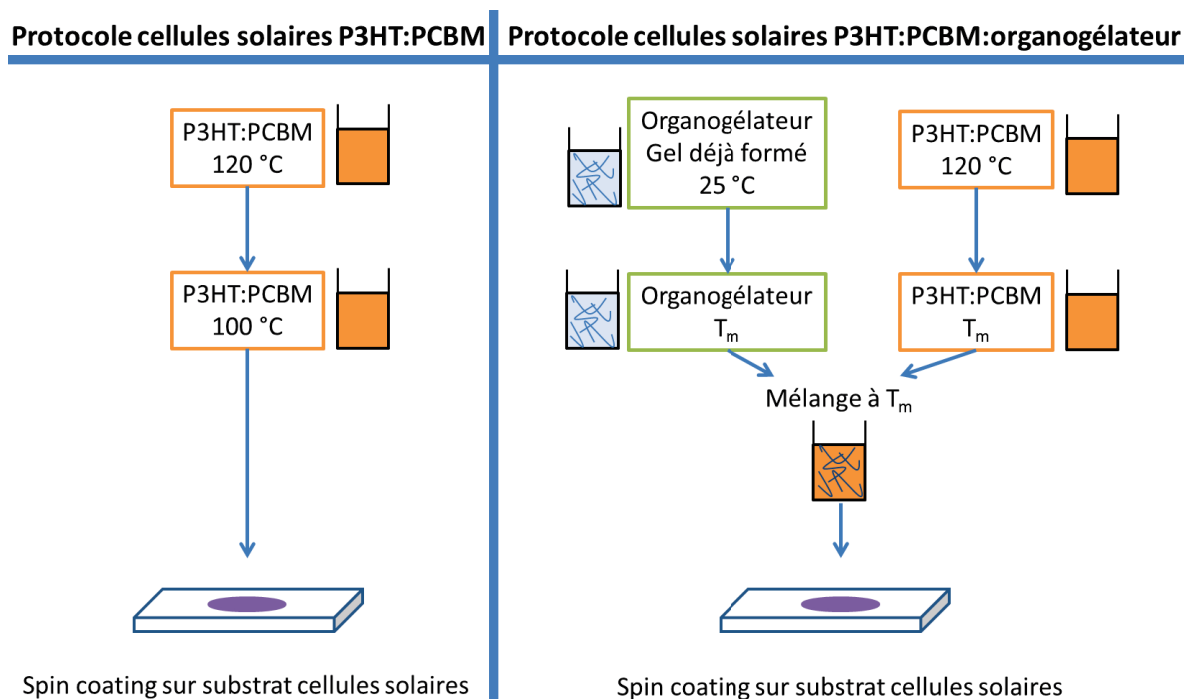 Protocole cellules solaires P3HT:PCBM
P3HT:PCBM
120 °C
P3HT:PCBM
100 °C
Spin coating sur substrat cellules solaires
Protocole cellules solaires P3HT:PCBM:organogélateur
Organogélateur
Gel déjà formé
25 °C
P3HT:PCBM
120 °C
Organogélateur
Tm
P3HT:PCBM
Tm
Mélange à Tm
Spin coating sur substrat cellules solaires